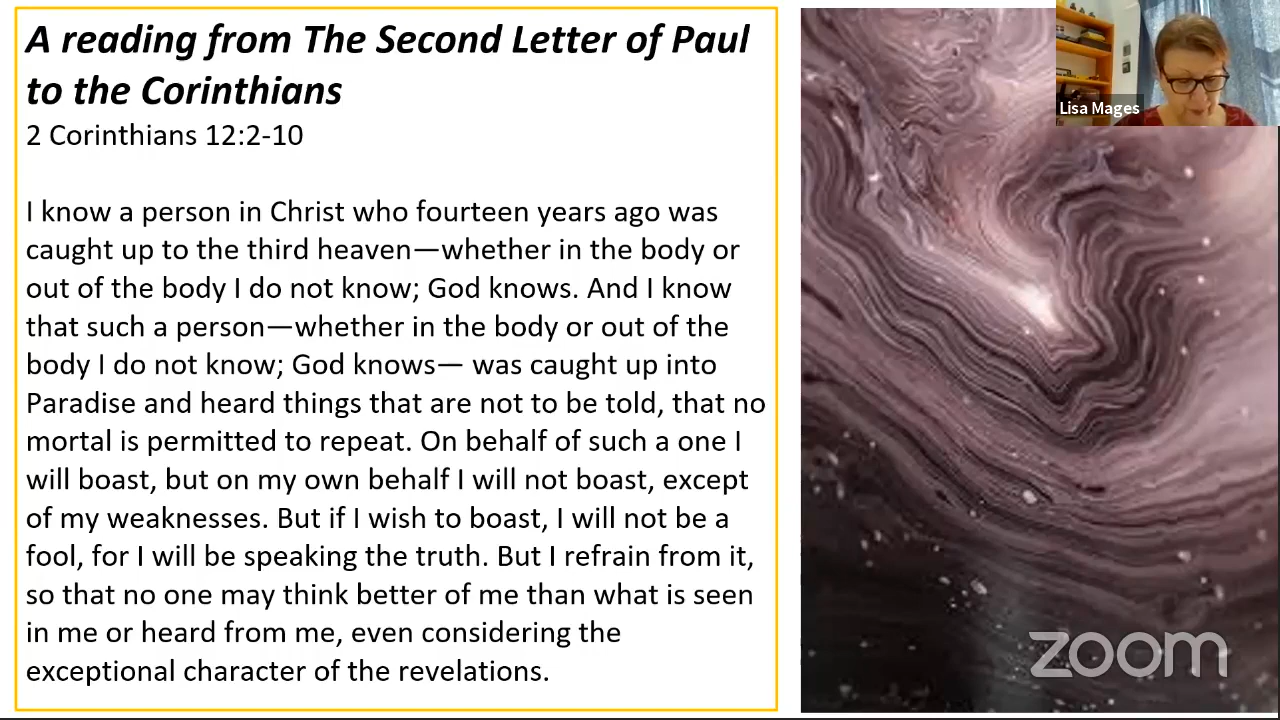 A reading from The Second Letter of Paul
to the Corinthians
2 Corinthians 12:2-10
I know a person in Christ who fourteen years ago was
caught up to the third heaven—whether in the body or
out of the body I do not know; God knows. And I know
that such a person—whether in the body or out of the
body I do not know; God knows— was caught up into
Paradise and heard things that are not to be told, that no
mortal is permitted to repeat. On behalf of such a one I
will boast, but on my own behalf I will not boast, except
of my weaknesses. But if I wish to boast, I will not be a
fool, for I will be speaking the truth. But I refrain from it,
so that no one may think better of me than what is seen
in me or heard from me, even considering the
exceptional character of the revelations.
Lisa Mages
zoom